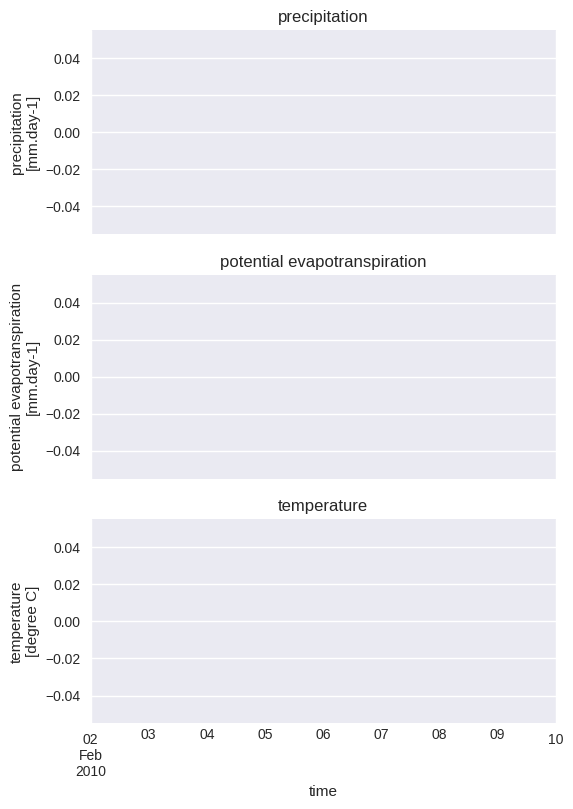 precipitation
0.04
0.02
0.00
−0.02
−0.04
precipitation
[mm.day-1]
potential evapotranspiration
0.04
0.02
0.00
−0.02
−0.04
potential evapotranspiration
[mm.day-1]
temperature
0.04
0.02
0.00
−0.02
−0.04
temperature
[degree C]
02 03 04 05 06 07 08 09 10
Feb
2010
time